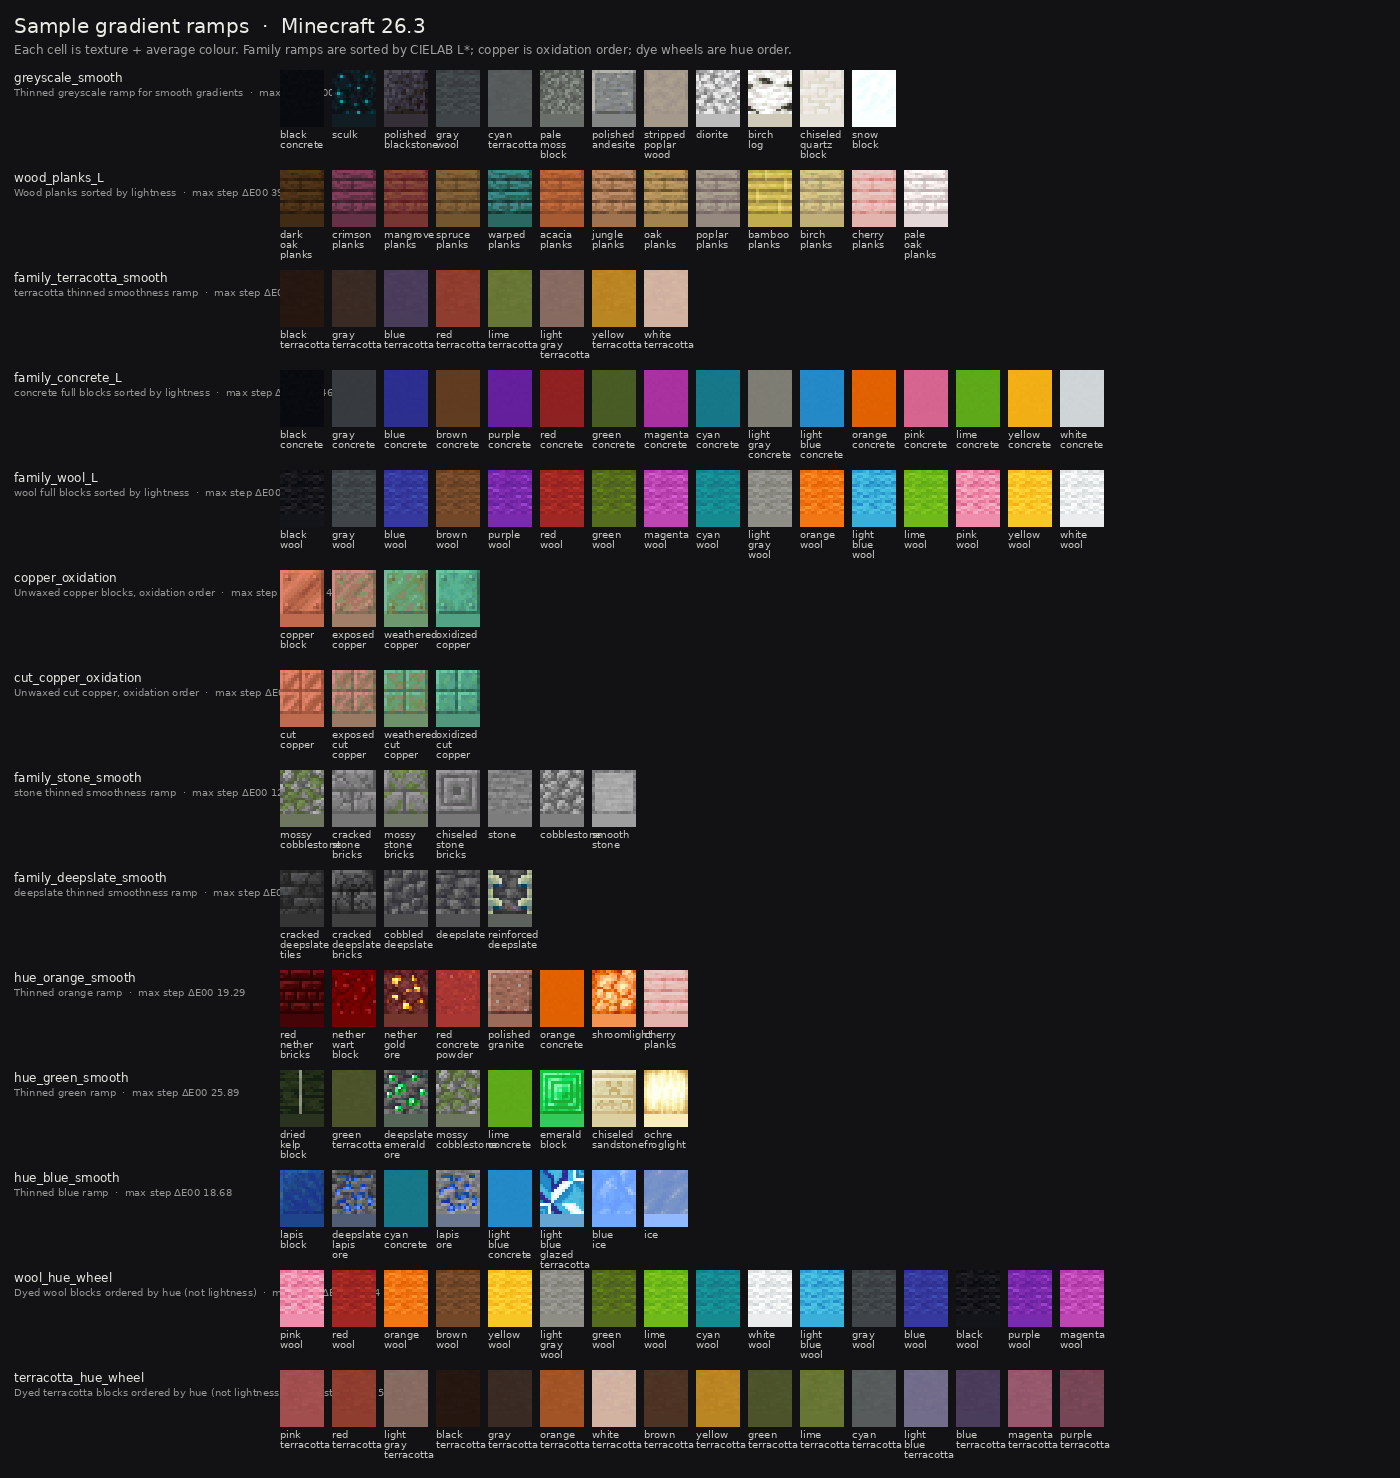 Sample gradient ramps · Minecraft 26.3
Each cell is texture + average colour. Family ramps are sorted by CIELAB L*; copper is oxidation order; dye wheels are hue order.
greyscale_smooth
Thinned greyscale ramp for smooth gradients · max
black concrete
sculk
polished blackstone
gray wool
cyan terracotta
pale moss block
polished andesite
stripped poplar wood
diorite
birch log
chiseled quartz block
snow block
wood_planks_L
Wood planks sorted by lightness · max step ΔE00 39
dark oak planks
crimson planks
mangrove planks
spruce planks
warped planks
acacia planks
jungle planks
oak planks
poplar planks
bamboo planks
birch planks
cherry planks
pale oak planks
family_terracotta_smooth
terracotta thinned smoothness ramp · max step ΔE0
black terracotta
gray terracotta
blue terracotta
red terracotta
lime terracotta
light gray terracotta
yellow terracotta
white terracotta
family_concrete_L
concrete full blocks sorted by lightness · max step Δ 46
black concrete
gray concrete
blue concrete
brown concrete
purple concrete
red concrete
green concrete
magenta concrete
cyan concrete
light gray concrete
light blue concrete
orange concrete
pink concrete
lime concrete
yellow concrete
white concrete
family_wool_L
wool full blocks sorted by lightness · max step ΔE00
black wool
gray wool
blue wool
brown wool
purple wool
red wool
green wool
magenta wool
cyan wool
light gray wool
orange wool
light blue wool
lime wool
pink wool
yellow wool
white wool
copper_oxidation
Unwaxed copper blocks, oxidation order · max step 4
copper block
exposed copper
weathered copper
oxidized copper
cut_copper_oxidation
Unwaxed cut copper, oxidation order · max step ΔE0
cut copper
exposed cut copper
weathered cut copper
oxidized cut copper
family_stone_smooth
stone thinned smoothness ramp · max step ΔE00 12
mossy cobblestone
cracked stone bricks
mossy stone bricks
chiseled stone bricks
stone
cobblestone
smooth stone
family_deepslate_smooth
deepslate thinned smoothness ramp · max step ΔE0
cracked deepslate tiles
cracked deepslate bricks
cobbled deepslate
deepslate
reinforced deepslate
hue_orange_smooth
Thinned orange ramp · max step ΔE00 19.29
red nether bricks
nether wart block
nether gold ore
red concrete powder
polished granite
orange concrete
shroomlight
cherry planks
hue_green_smooth
Thinned green ramp · max step ΔE00 25.89
dried kelp block
green terracotta
deepslate emerald ore
mossy cobblestone
lime concrete
emerald block
chiseled sandstone
ochre froglight
hue_blue_smooth
Thinned blue ramp · max step ΔE00 18.68
lapis block
deepslate lapis ore
cyan concrete
lapis ore
light blue concrete
light blue glazed terracotta
blue ice
ice
wool_hue_wheel
Dyed wool blocks ordered by hue (not lightness) · m 4
pink wool
red wool
orange wool
brown wool
yellow wool
light gray wool
green wool
lime wool
cyan wool
white wool
light blue wool
gray wool
blue wool
black wool
purple wool
magenta wool
terracotta_hue_wheel
Dyed terracotta blocks ordered by hue (not lightness 5
pink terracotta
red terracotta
light gray terracotta
black terracotta
gray terracotta
orange terracotta
white terracotta
brown terracotta
yellow terracotta
green terracotta
lime terracotta
cyan terracotta
light blue terracotta
blue terracotta
magenta terracotta
purple terracotta